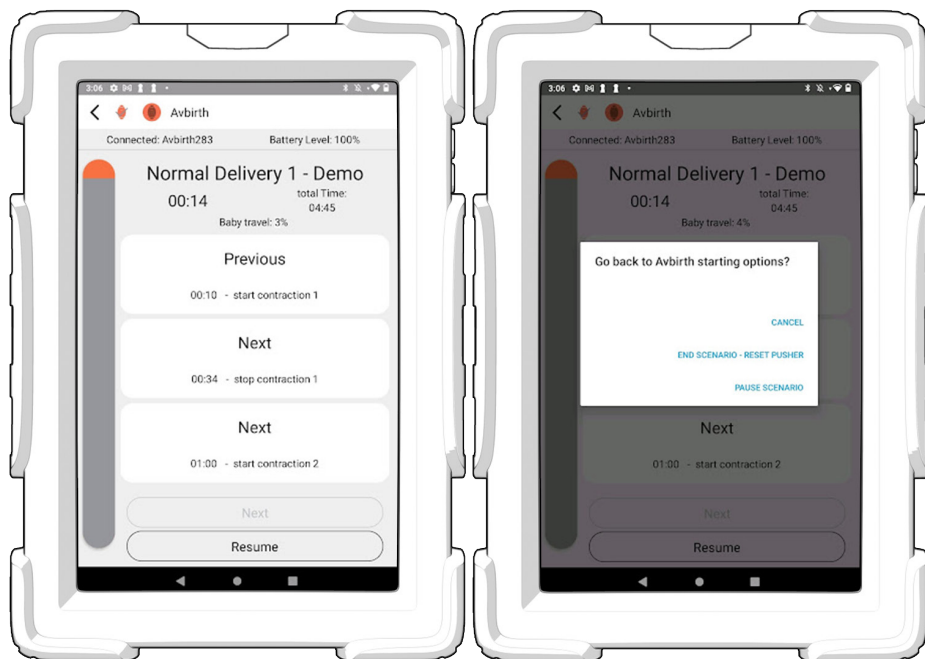 3:06
Avbirth
Connected: Avbirth283 Battery Level: 100%
Normal Delivery 1 - Demo
00:14
total Time:
04:45
Baby travel: 3%
Previous
00:10 - start contraction 1
Next
00:34 - stop contraction 1
Next
01:00 - start contraction 2
Next
Resume
3:06
Avbirth
Connected: Avbirth283 Battery Level: 100%
Normal Delivery 1 - Demo
00:14
total Time:
04:45
Baby travel: 4%
Go back to Avbirth starting options?
CANCEL
END SCENARIO - RESET PUSHER
PAUSE SCENARIO
Next
01:00 - start contraction 2
Next
Resume